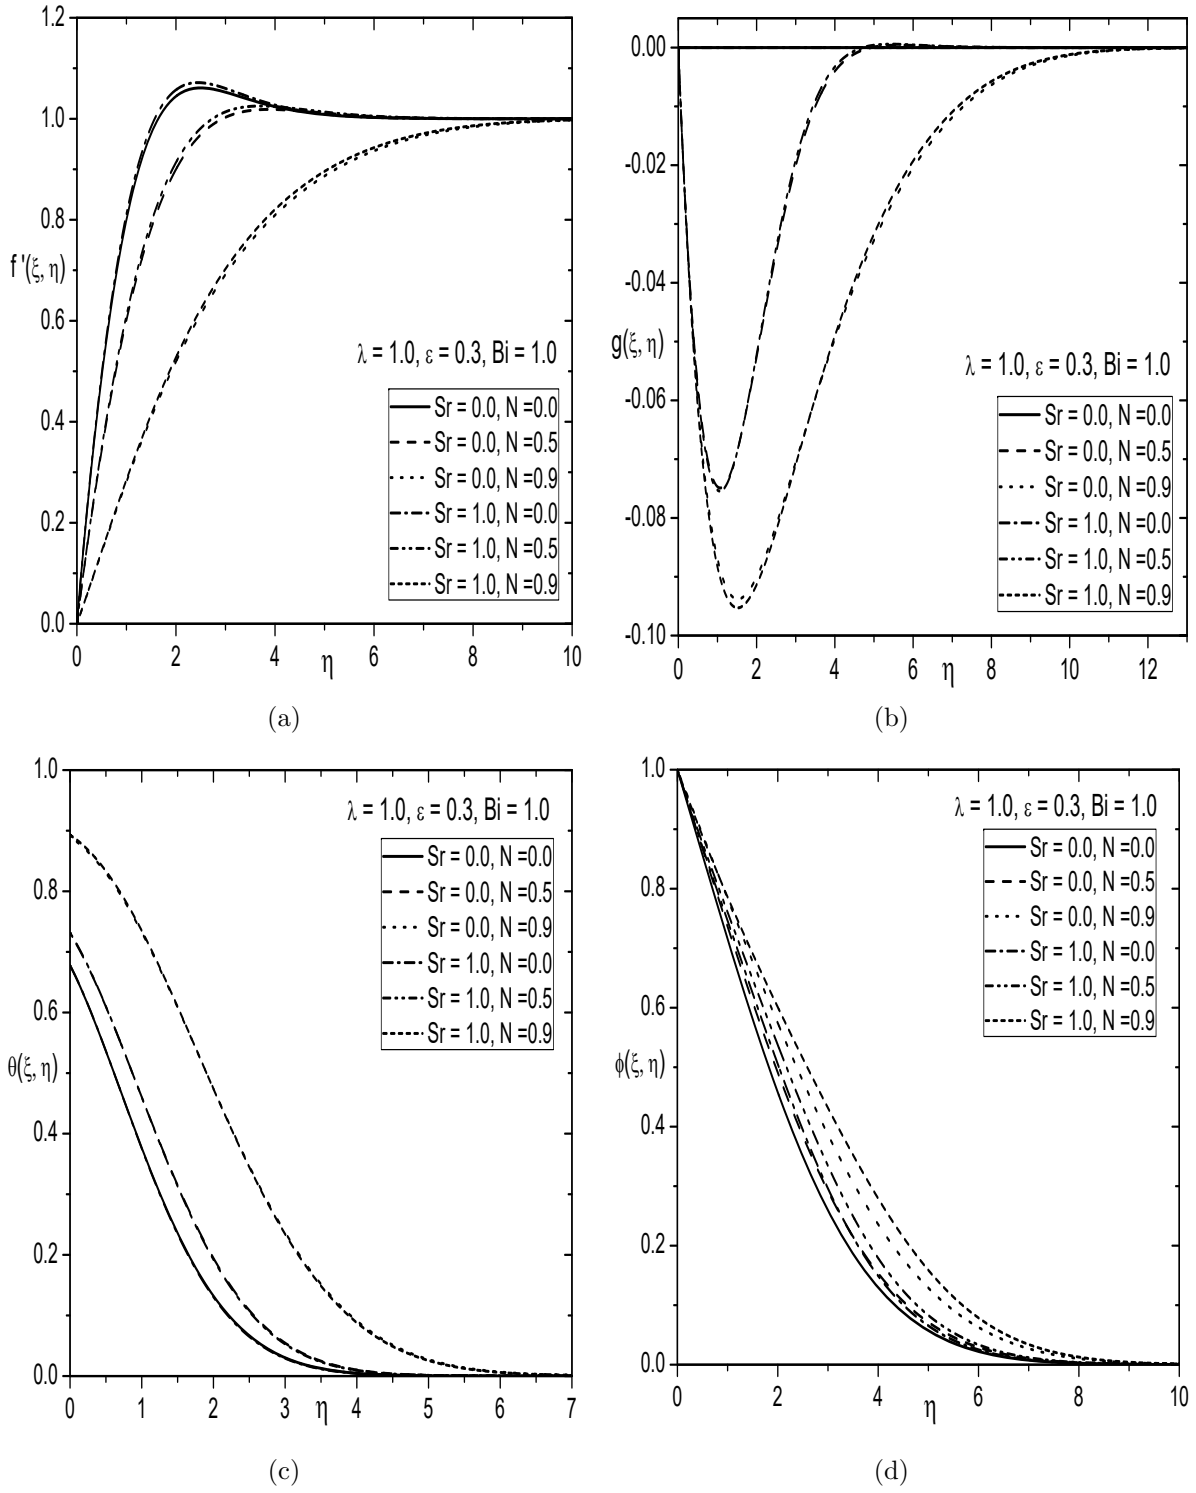 1.2
1.0
0.8
0.6
0.4
0.2
0.0
f '(ξ, η)
λ = 1.0, ε = 0.3, Bi = 1.0
Sr = 0.0, N =0.0
Sr = 0.0, N =0.5
Sr = 0.0, N =0.9
Sr = 1.0, N =0.0
Sr = 1.0, N =0.5
Sr = 1.0, N =0.9
0 2 4 6 8 10
η
(a)
0.00
-0.02
-0.04
-0.06
-0.08
-0.10
g(ξ, η)
λ = 1.0, ε = 0.3, Bi = 1.0
Sr = 0.0, N =0.0
Sr = 0.0, N =0.5
Sr = 0.0, N =0.9
Sr = 1.0, N =0.0
Sr = 1.0, N =0.5
Sr = 1.0, N =0.9
0 2 4 6 8 10 12
η
(b)
1.0
0.8
0.6
0.4
0.2
0.0
θ(ξ, η)
λ = 1.0, ε = 0.3, Bi = 1.0
Sr = 0.0, N =0.0
Sr = 0.0, N =0.5
Sr = 0.0, N =0.9
Sr = 1.0, N =0.0
Sr = 1.0, N =0.5
Sr = 1.0, N =0.9
0 1 2 3 4 5 6 7
η
(c)
1.0
0.8
0.6
0.4
0.2
0.0
ϕ(ξ, η)
λ = 1.0, ε = 0.3, Bi = 1.0
Sr = 0.0, N =0.0
Sr = 0.0, N =0.5
Sr = 0.0, N =0.9
Sr = 1.0, N =0.0
Sr = 1.0, N =0.5
Sr = 1.0, N =0.9
0 2 4 6 8 10
η
(d)